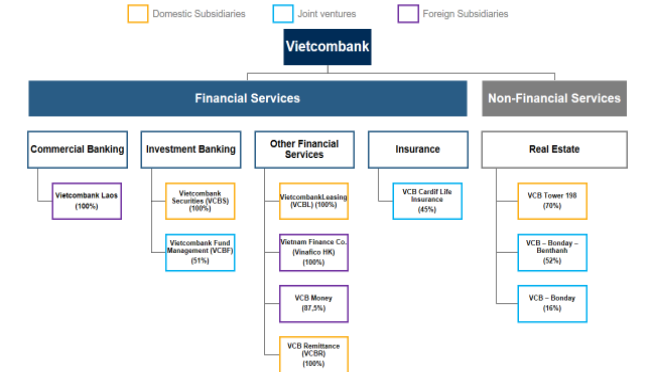 Domestic Subsidiaries
Joint ventures
Foreign Subsidiaries
Vietcombank
Financial Services
Non-Financial Services
Commercial Banking
Investment Banking
Other Financial
Services
Insurance
Real Estate
Vietcombank Laos
(100%)
Vietcombank
Securities (VCBS)
(100%)
VietcombankLeasing
(VCBL) (100%)
VCB Cardif Life
Insurance
(45%)
VCB Tower 198
(70%)
Vietcombank Fund
Management (VCBF)
(51%)
Vietnam Finance Co.
(Vinafico HK)
(100%)
VCB – Bonday –
Benthanh
(52%)
VCB Money
(87,5%)
VCB – Bonday
(16%)
VCB Remittance
(VCBR)
(100%)